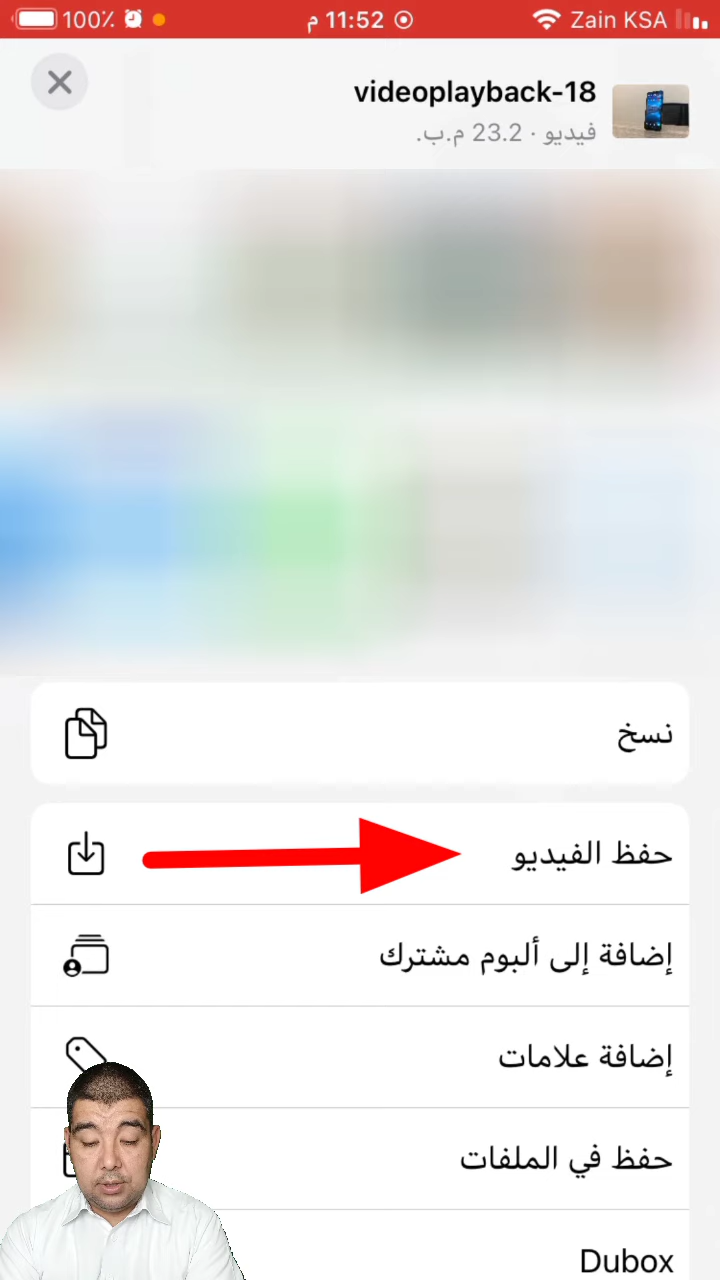 100٪ 11:52 م Zain KSA
videoplayback-18
فيديو · 23.2 م.ب.
نسخ
حفظ الفيديو
إضافة إلى ألبوم مشترك
إضافة علامات
حفظ في الملفات
Dubox